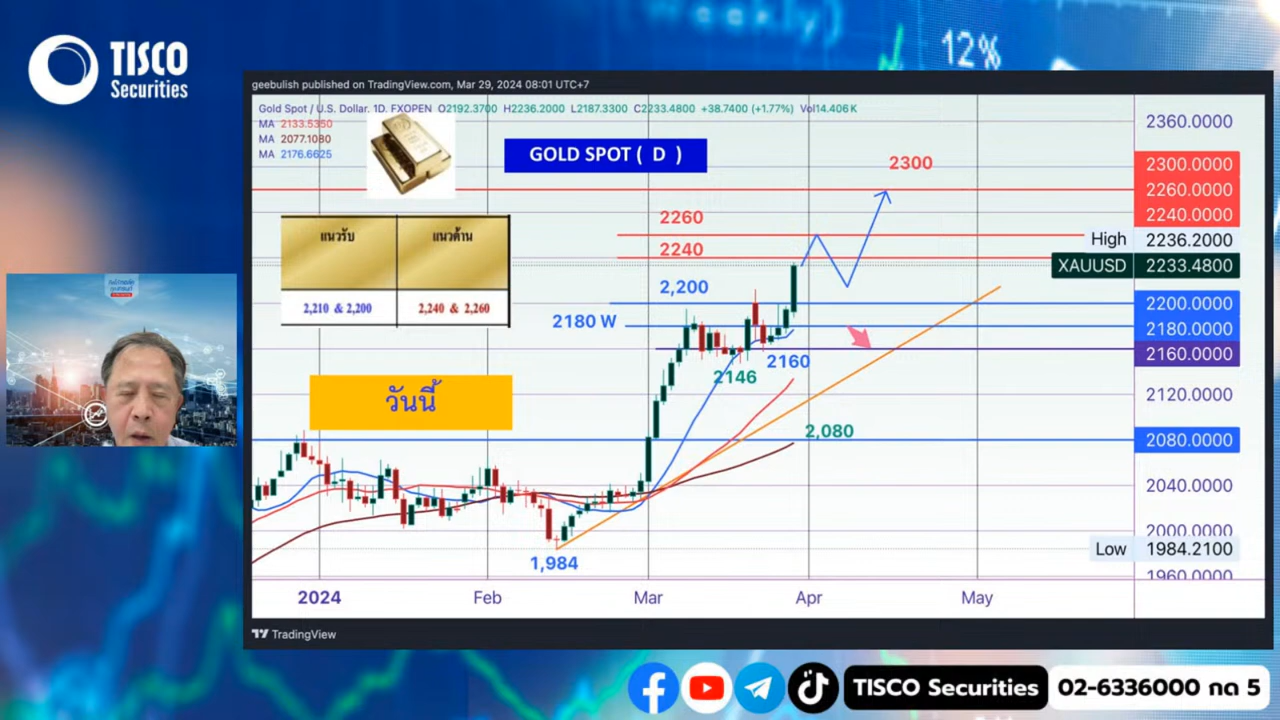 Weekly)
12%
TISCO
Securities
geebulish published on TradingView.com, Mar 29, 2024 08:01 UTC+7
Gold Spot / U.S. Dollar, 1D, FXOPEN O2192.3700 H2236.2000 L2187.3300 C2233.4800 +38.7400 (+1.77%) Vol14.406K
MA 2133.5350
MA 2077.1080
MA 2176.6625
GOLD SPOT ( D )
แนวรับ แนวต้าน
2,210 & 2,200 2,240 & 2,260
วันนี้
2300
2260
2240
2,200
2180 W
2160
2146
2,080
1,984
2360.0000
2300.0000
2260.0000
2240.0000
High 2236.2000
XAUUSD 2233.4800
2200.0000
2180.0000
2160.0000
2120.0000
2080.0000
2040.0000
2000.0000
Low 1984.2100
1960.0000
2024 Feb Mar Apr May
TradingView
TISCO Securities 02-6336000 กด 5